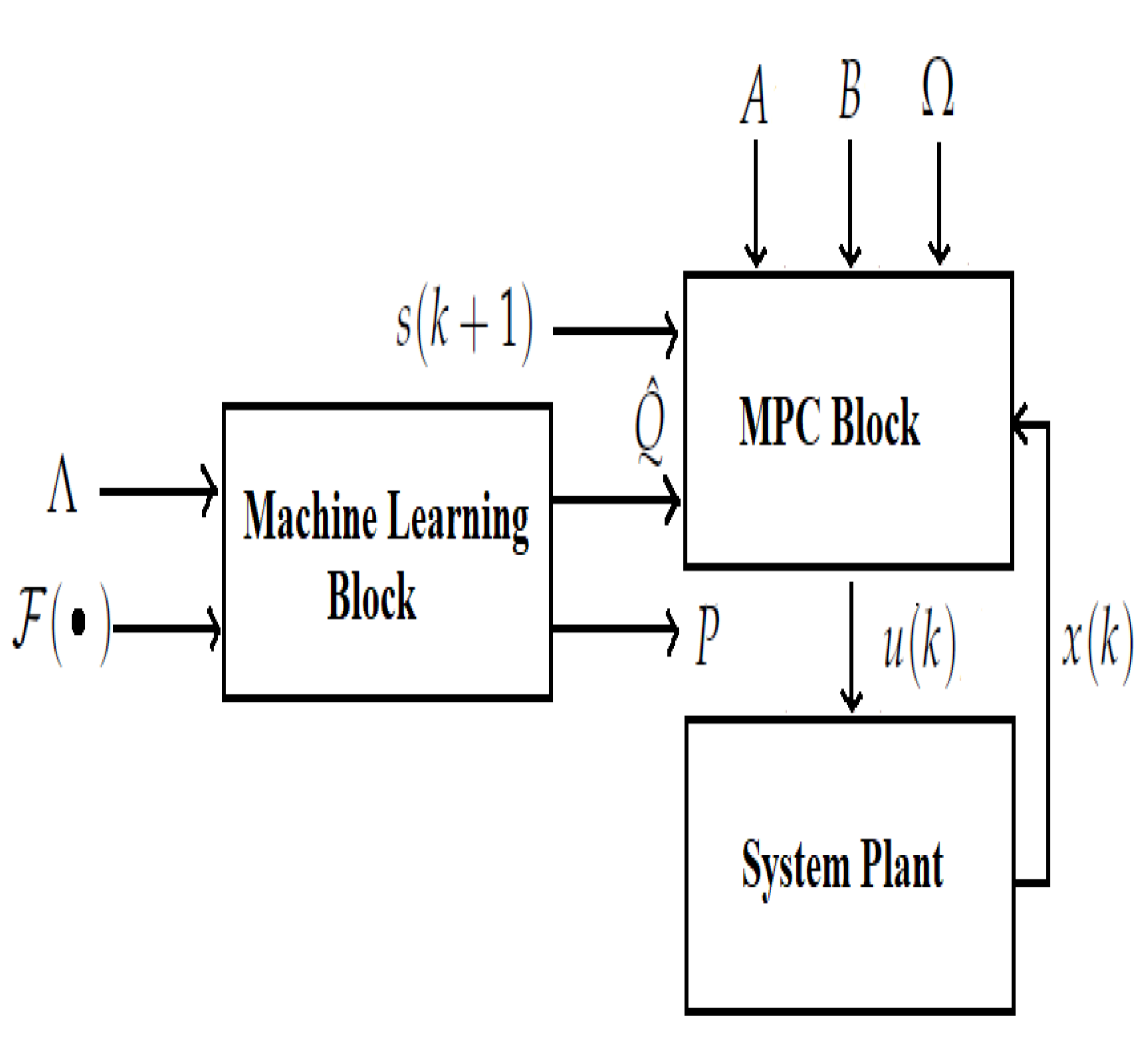 A B Ω
s(k + 1)
Q̰̂
MPC Block
Λ
Machine Learning
Block
ℱ(•)
P
u(k)
x(k)
System Plant